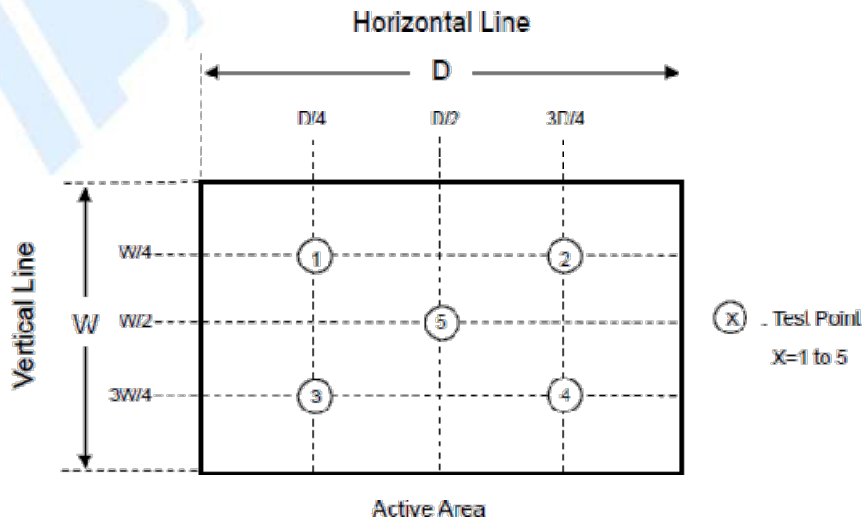 Horizontal Line
D
D/4 D/2 3D/4
Vertical Line
W
W/4
W/2
3W/4
1
2
5
3
4
X : Test Point
X=1 to 5
Active Area